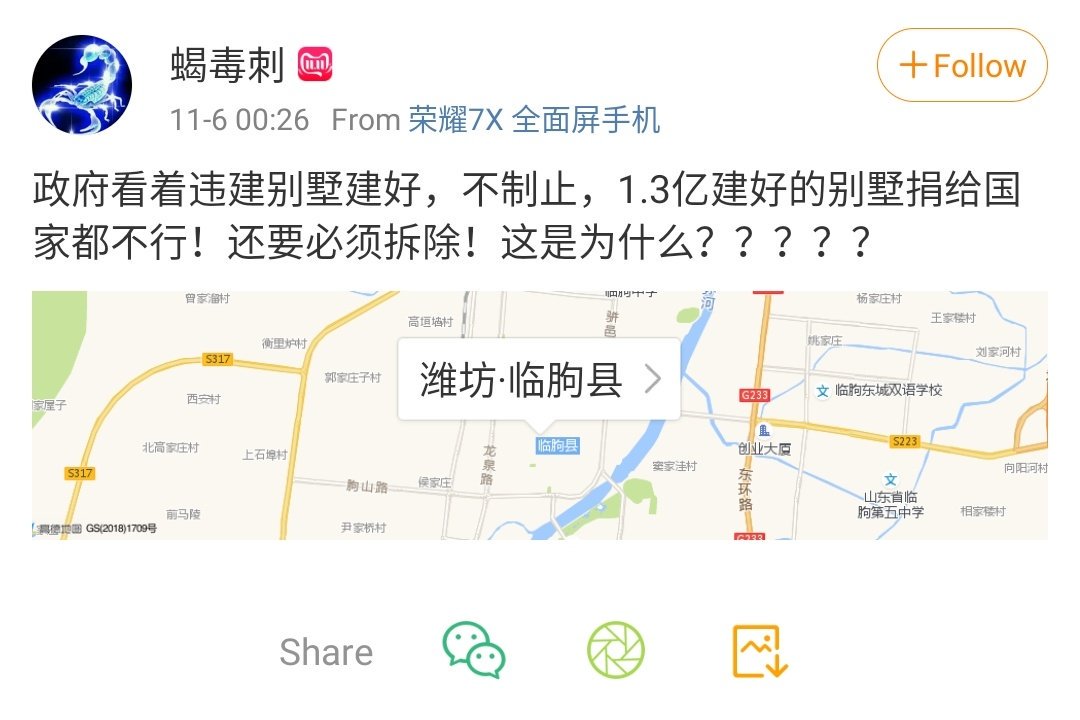 蝎毒刺
11-6 00:26 From 荣耀7X 全面屏手机
+Follow
政府看着违建别墅建好，不制止，1.3亿建好的别墅捐给国
家都不行！还要必须拆除！这是为什么？？？？？
曾家溜村
临朐中学
杨家庄村
高垣墙村
骈邑
王家楼村
衡里炉村
姚家庄
刘家河村
S317
郭家庄子村
潍坊·临朐县
G233
临朐东城双语学校
家屋子
西安村
北高家庄村
上石埠村
龙泉路
临朐县
创业大厦
S223
窦家洼村
向阳河村
S317
朐山路
侯家庄
东环路
山东省临
朐第五中学
相家楼村
前马陵
尹家桥村
高德地图 GS(2018)1709号
G233
Share